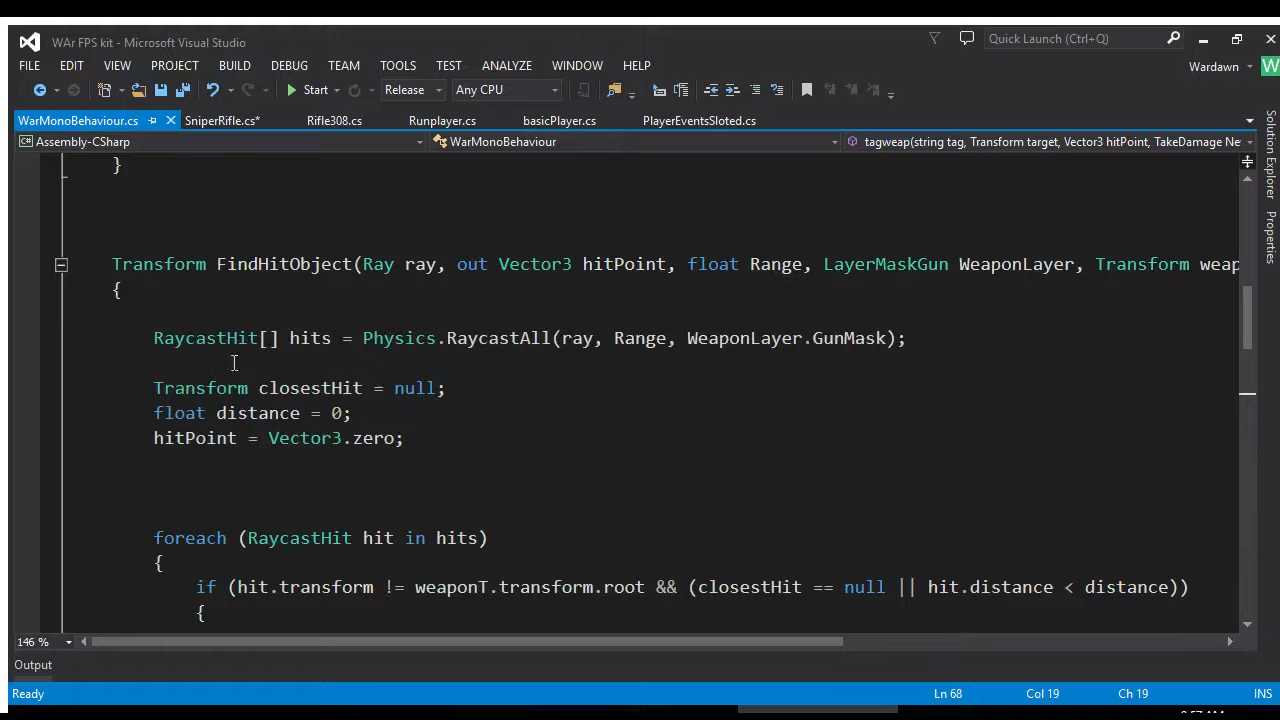 WAr FPS kit - Microsoft Visual Studio
Quick Launch (Ctrl+Q)
FILE EDIT VIEW PROJECT BUILD DEBUG TEAM TOOLS TEST ANALYZE WINDOW HELP
Wardawn W
Start Release Any CPU
WarMonoBehaviour.cs SniperRifle.cs* Rifle308.cs Runplayer.cs basicPlayer.cs PlayerEventsSloted.cs
Assembly-CSharp WarMonoBehaviour tagweap(string tag, Transform target, Vector3 hitPoint, TakeDamage Ne
Solution Explorer
Properties
}
Transform FindHitObject(Ray ray, out Vector3 hitPoint, float Range, LayerMaskGun WeaponLayer, Transform weap
{
RaycastHit[] hits = Physics.RaycastAll(ray, Range, WeaponLayer.GunMask);
Transform closestHit = null;
float distance = 0;
hitPoint = Vector3.zero;
foreach (RaycastHit hit in hits)
{
if (hit.transform != weaponT.transform.root && (closestHit == null || hit.distance < distance))
{
146 %
Output
Ready Ln 68 Col 19 Ch 19 INS